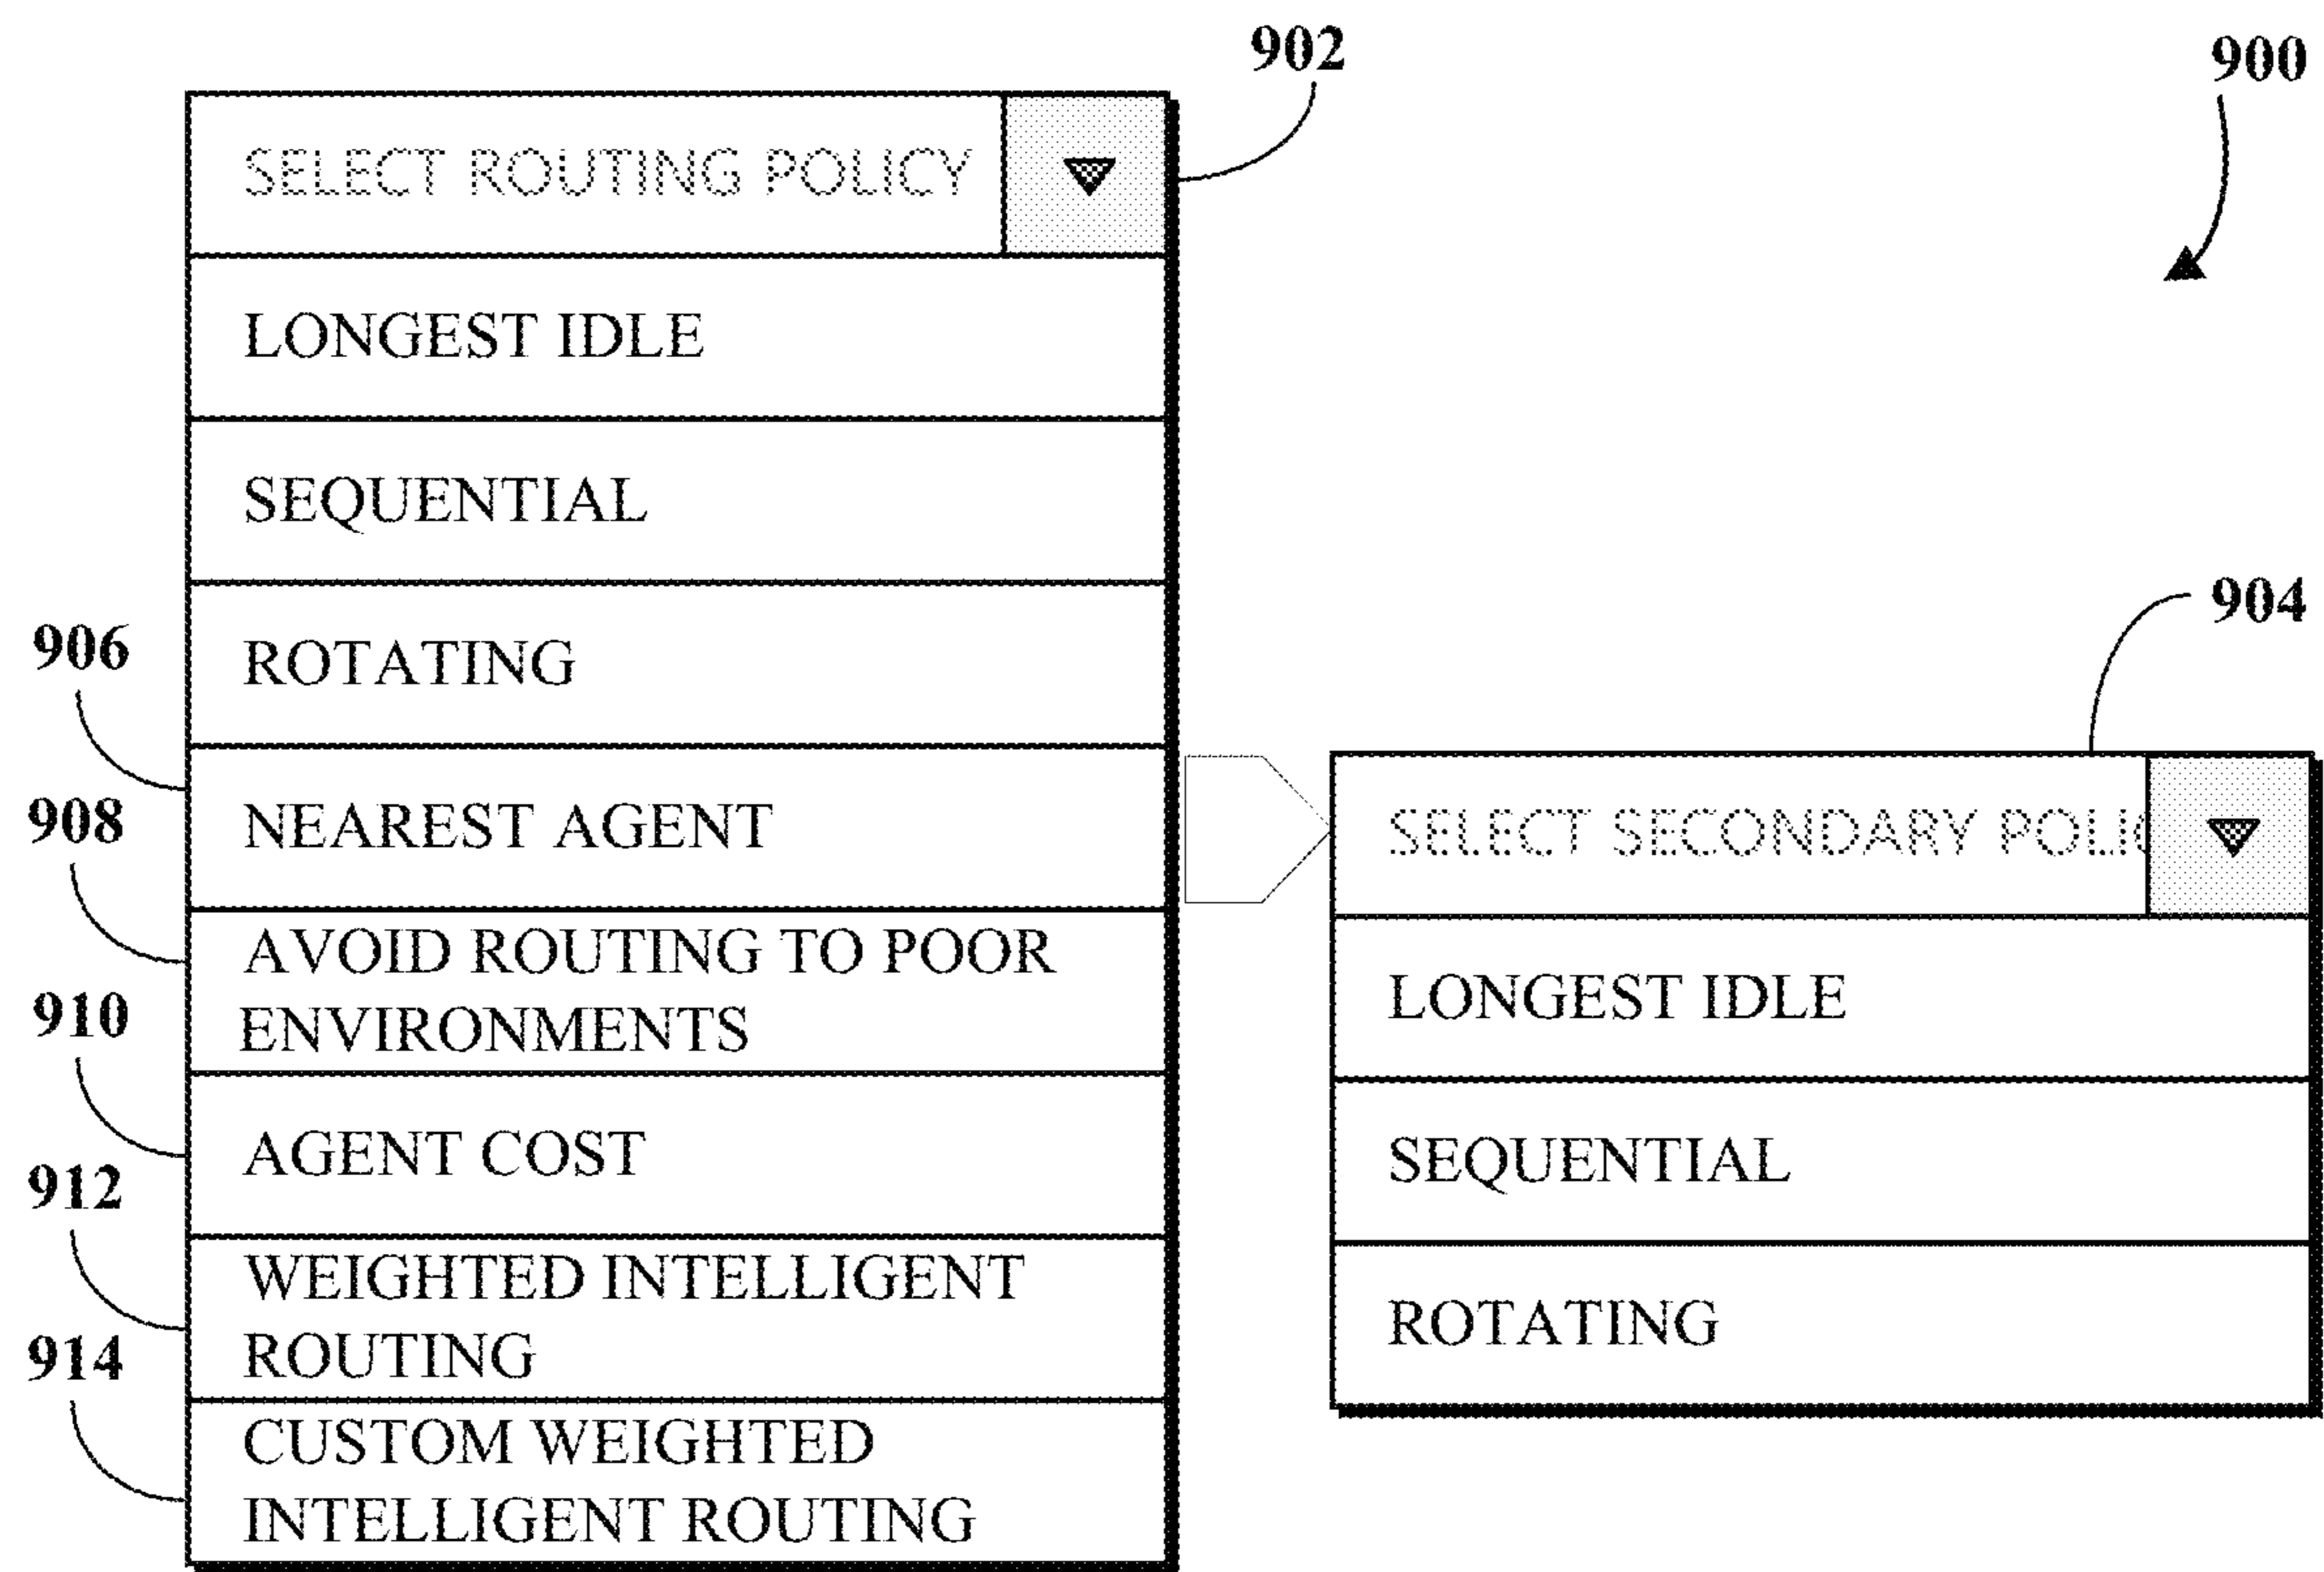 902
900
SELECT ROUTING POLICY
LONGEST IDLE
SEQUENTIAL
ROTATING
906
NEAREST AGENT
908
AVOID ROUTING TO POOR
ENVIRONMENTS
910
AGENT COST
912
WEIGHTED INTELLIGENT
ROUTING
914
CUSTOM WEIGHTED
INTELLIGENT ROUTING
904
SELECT SECONDARY POLIC
LONGEST IDLE
SEQUENTIAL
ROTATING